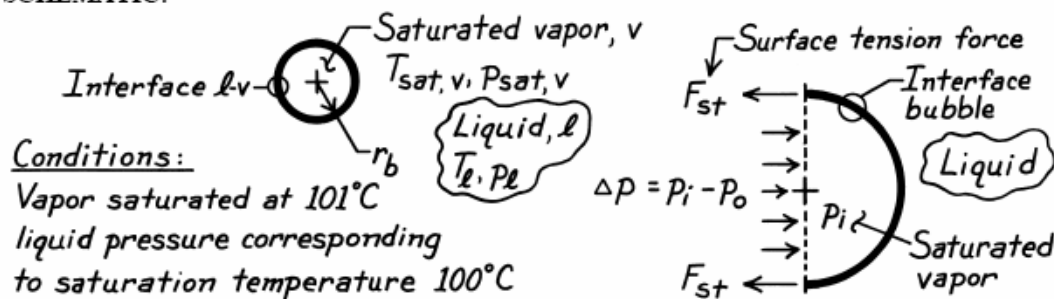 SCHEMATIC:
Saturated vapor, v
Interface l-v
Tsat, v, Psat, v
Liquid, l
Tl, pl
rb
Conditions:
Vapor saturated at 101°C
liquid pressure corresponding
to saturation temperature 100°C
Surface tension force
Fst
Interface
bubble
Liquid
Δp = pi - po
pi
Fst
Saturated
vapor